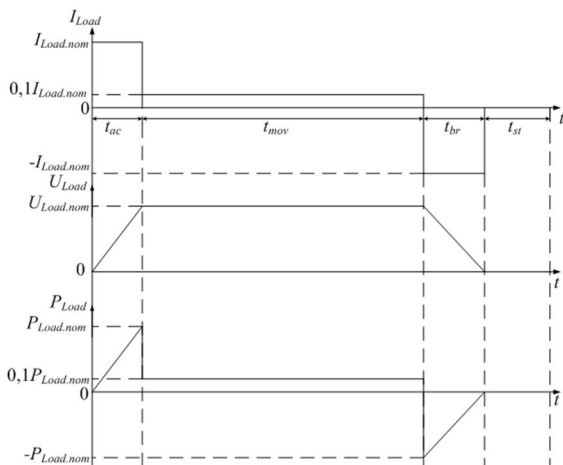 I_Load
I_Load.nom
0,1I_Load.nom
0
t
t_ac
t_mov
t_br
t_st
-I_Load.nom
U_Load
U_Load.nom
0
t
P_Load
P_Load.nom
0,1P_Load.nom
0
t
-P_Load.nom